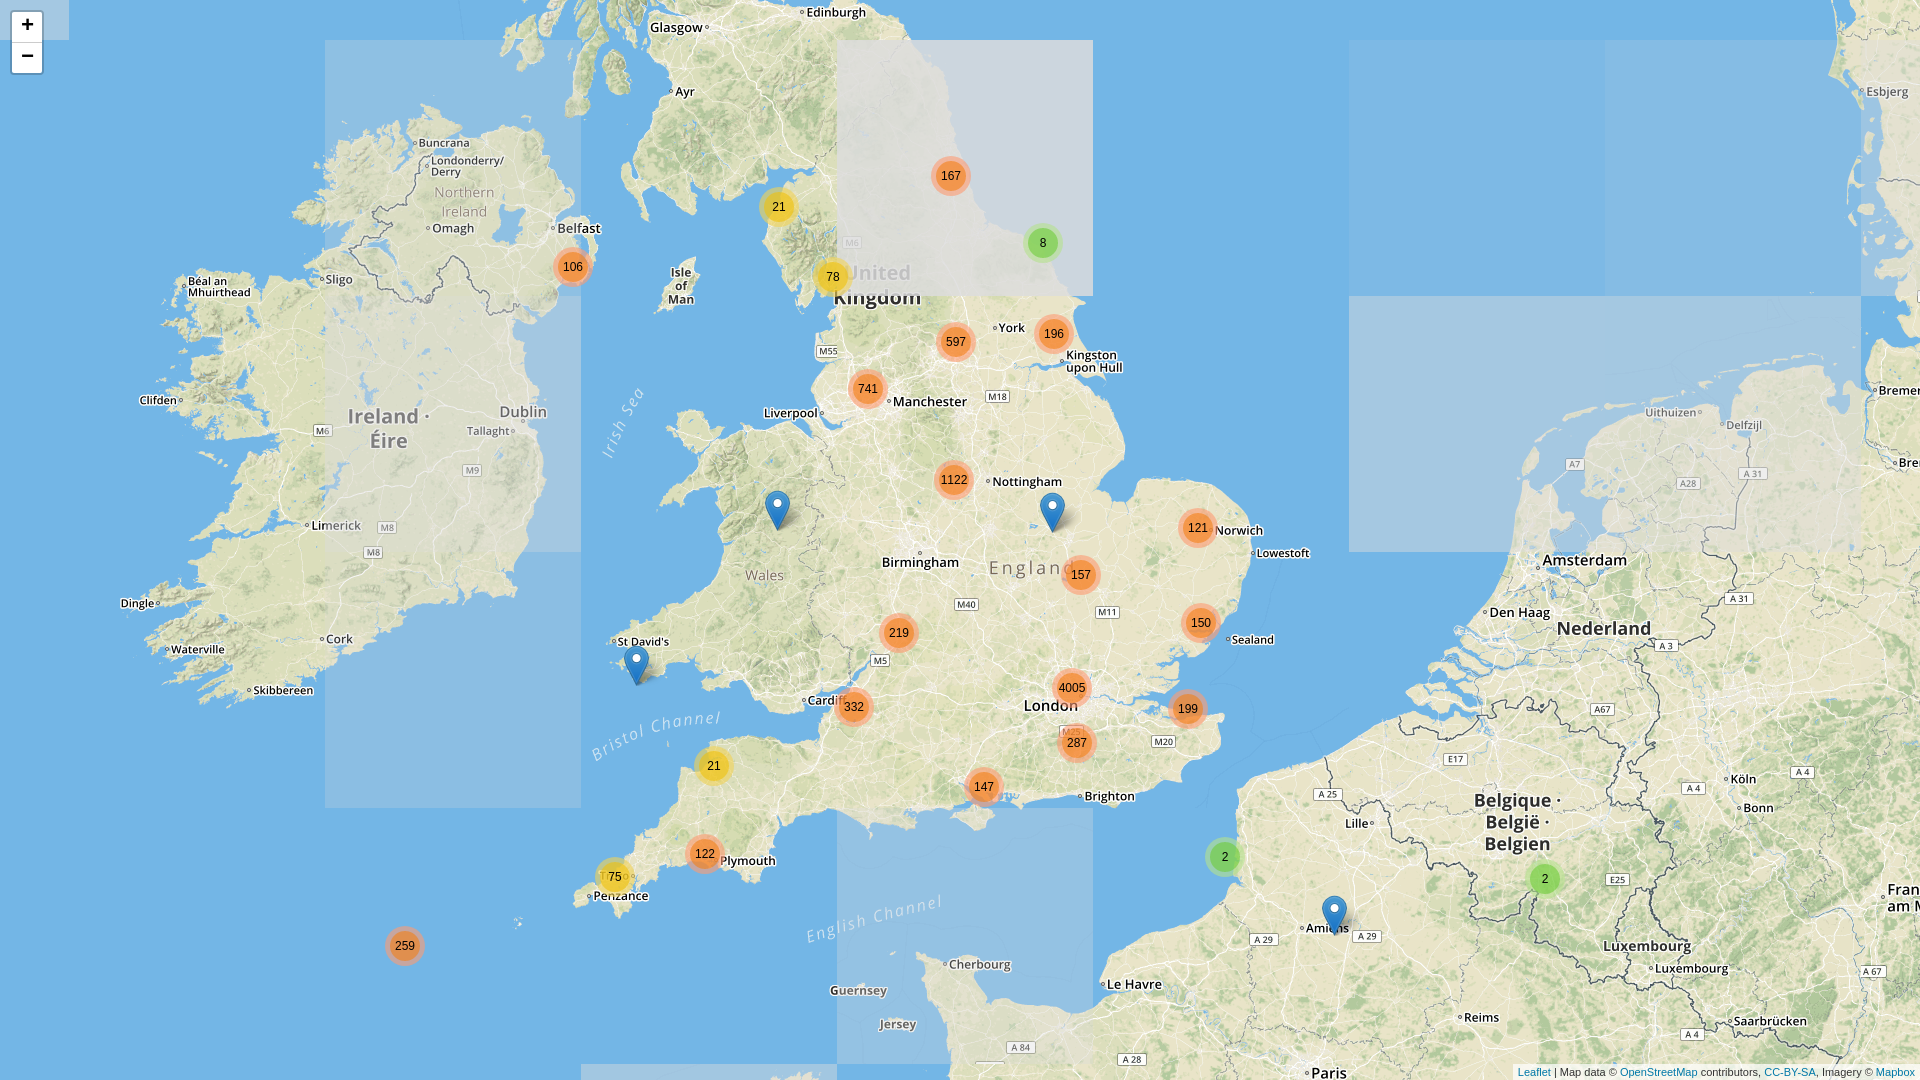 +
−
Edinburgh
Glasgow
Ayr
Esbjerg
Buncrana
Londonderry/
Derry
167
Northern
Ireland
21
Omagh
Belfast
M6
8
106
78
United
Kingdom
Isle
of
Man
Béal an
Mhuirthead
Sligo
York
196
597
M55
Kingston
upon Hull
741
Manchester
M18
Clifden
Liverpool
Dublin
Ireland ·
Éire
M6
Tallaght
Irish Sea
Uithuizen
Delfzijl
M9
A7
A 31
A28
1122
Nottingham
Limerick
M8
M8
121
Norwich
Lowestoft
Birmingham
England
157
Wales
Amsterdam
A 31
Dingle
M40
M11
Den Haag
Nederland
219
150
Sealand
Cork
St David's
Waterville
M5
A 3
Skibbereen
4005
Cardiff
332
London
199
A67
Bristol Channel
M25
287
M20
E17
21
147
Brighton
A 25
A 4
Köln
A 4
Bonn
Belgique ·
België ·
Belgien
Lille
122
Plymouth
2
75
Penzance
2
E25
English Channel
Amiens
A 29
A 29
259
Luxembourg
Luxembourg
A 67
Cherbourg
Le Havre
Guernsey
Jersey
Reims
Saarbrücken
A 4
A 84
A 28
Paris
Leaflet | Map data © OpenStreetMap contributors, CC-BY-SA, Imagery © Mapbox